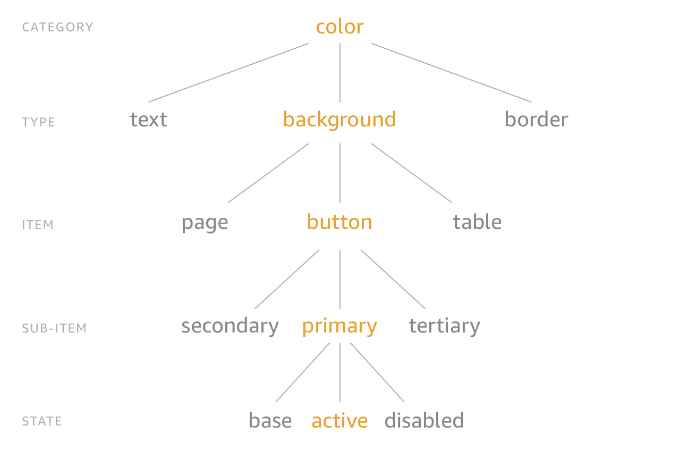 CATEGORY color
TYPE text background border
ITEM page button table
SUB-ITEM secondary primary tertiary
STATE base active disabled